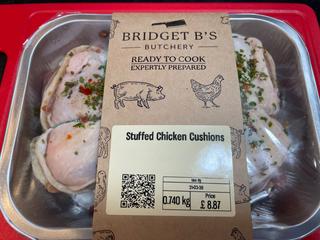 BRIDGET B'S
BUTCHERY
READY TO COOK
EXPERTLY PREPARED
Stuffed Chicken Cushions
0.740 kg
Price
£ 8.87